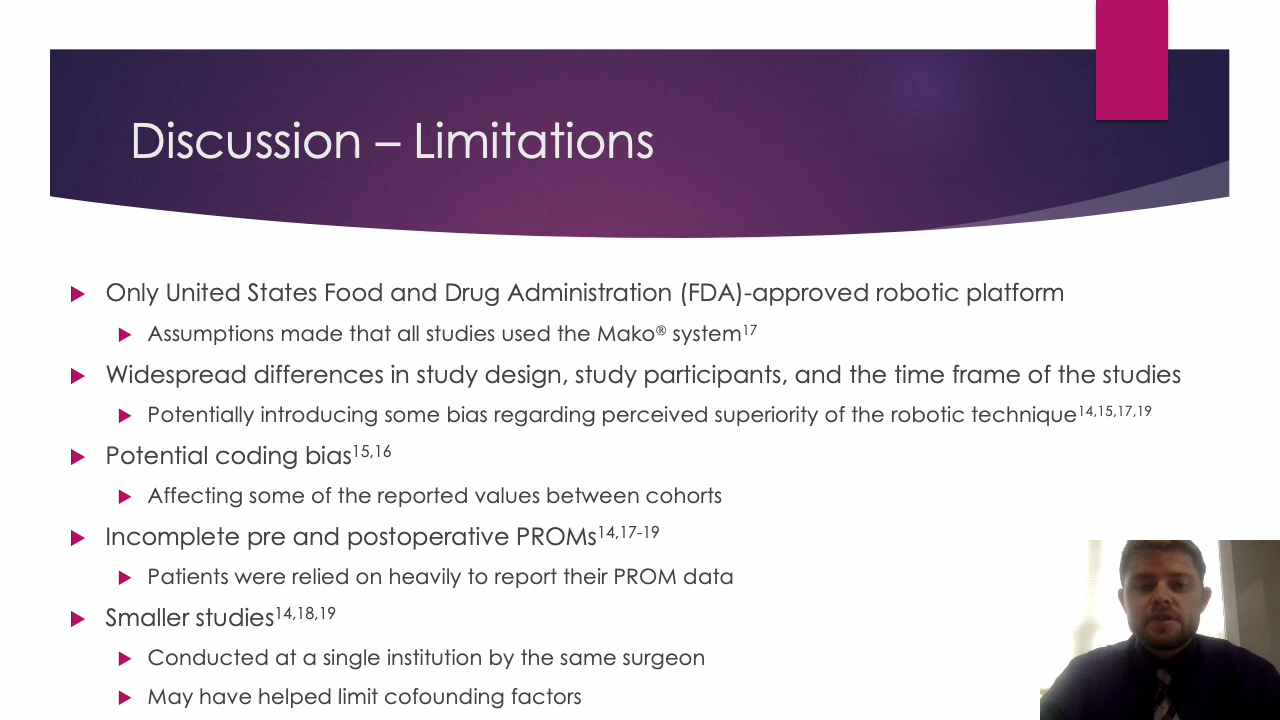 Discussion – Limitations
Only United States Food and Drug Administration (FDA)-approved robotic platform
Assumptions made that all studies used the Mako® system17
Widespread differences in study design, study participants, and the time frame of the studies
Potentially introducing some bias regarding perceived superiority of the robotic technique14,15,17,19
Potential coding bias15,16
Affecting some of the reported values between cohorts
Incomplete pre and postoperative PROMs14,17-19
Patients were relied on heavily to report their PROM data
Smaller studies14,18,19
Conducted at a single institution by the same surgeon
May have helped limit cofounding factors